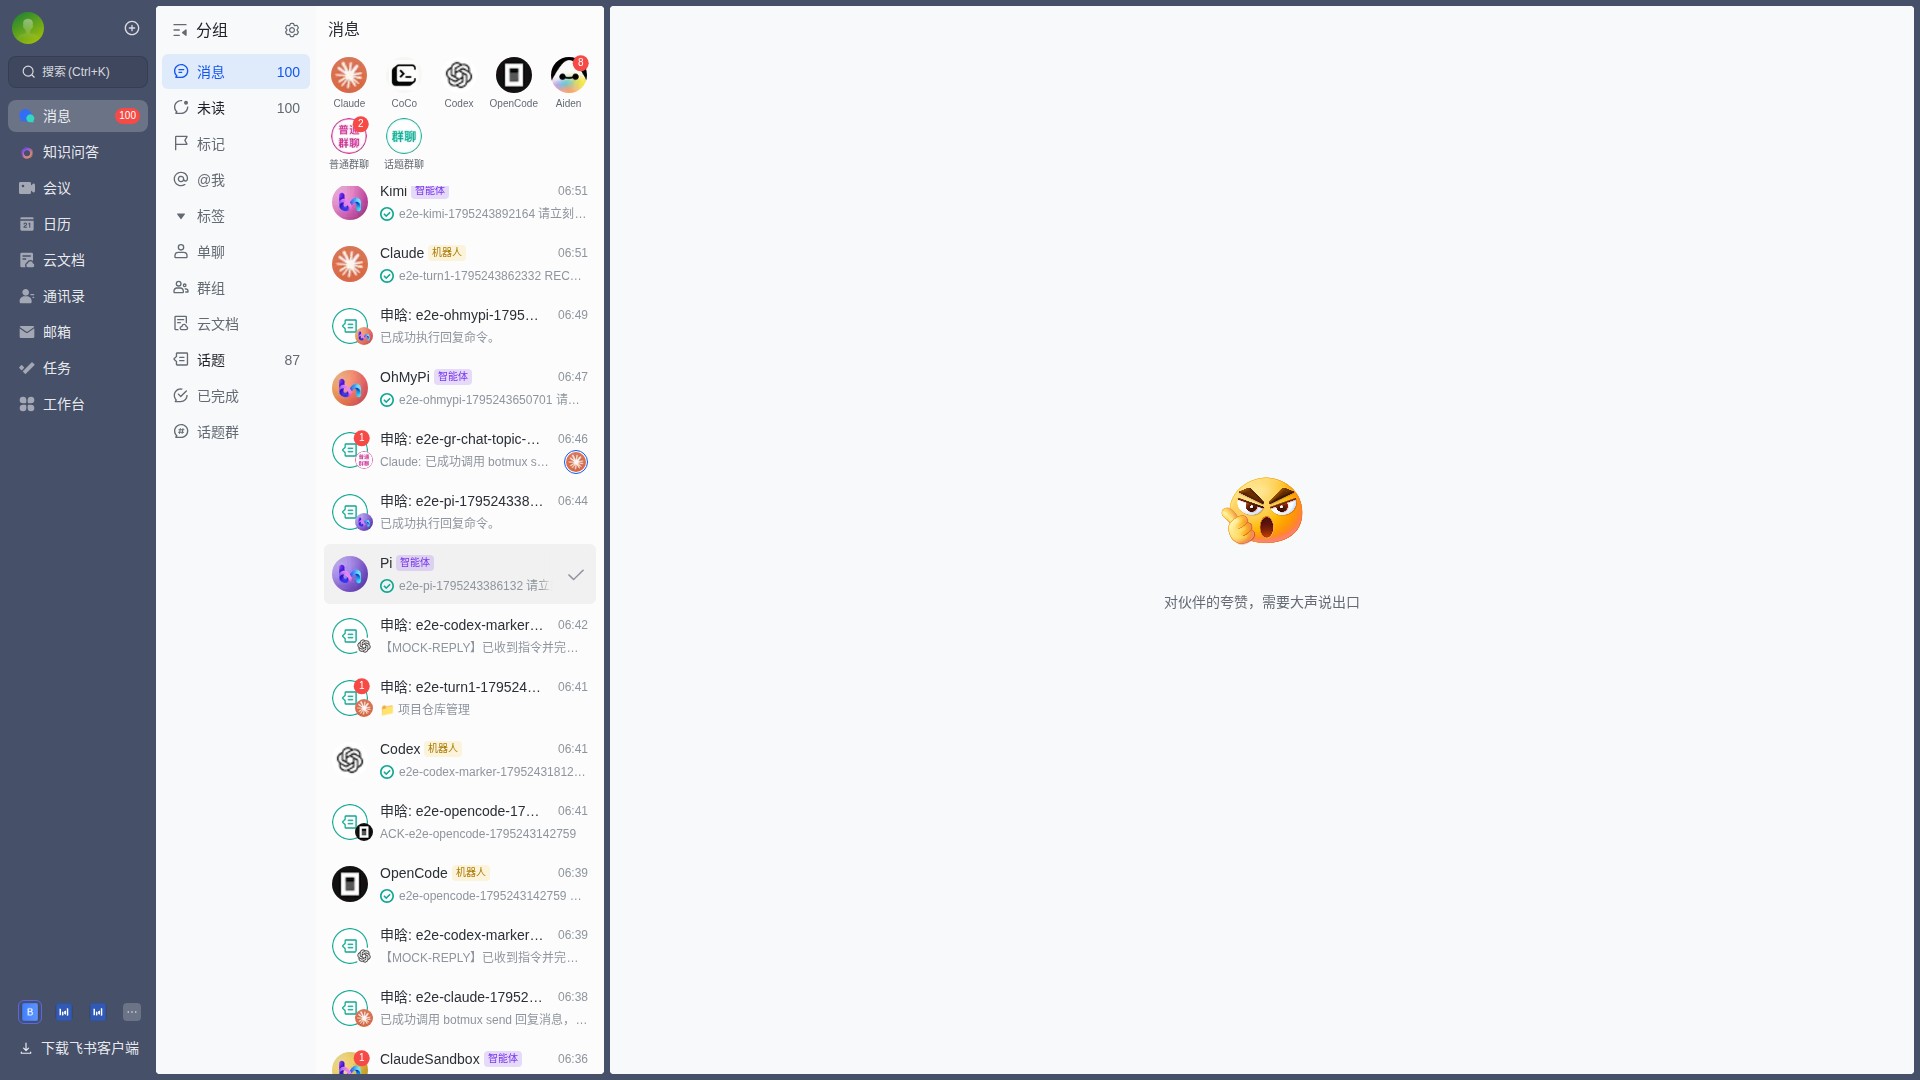 搜索 (Ctrl+K)
消息
100
知识问答
会议
日历
云文档
通讯录
邮箱
任务
工作台
下载飞书客户端
分组
消息 100
未读 100
标记
@我
标签
单聊
群组
云文档
话题 87
已完成
话题群
消息
Claude
CoCo
Codex
OpenCode
8
Aiden
普通群聊
2
普通群聊
群聊
话题群聊
Kimi 智能体 06:51
e2e-kimi-1795243892164 请立刻…
Claude 机器人 06:51
e2e-turn1-1795243862332 REC…
申晗: e2e-ohmypi-1795… 06:49
已成功执行回复命令。
OhMyPi 智能体 06:47
e2e-ohmypi-1795243650701 请…
1
申晗: e2e-gr-chat-topic-… 06:46
Claude: 已成功调用 botmux s…
申晗: e2e-pi-179524338… 06:44
已成功执行回复命令。
Pi 智能体
e2e-pi-1795243386132 请立
申晗: e2e-codex-marker… 06:42
【MOCK-REPLY】已收到指令并完…
1
申晗: e2e-turn1-179524… 06:41
📁 项目仓库管理
Codex 机器人 06:41
e2e-codex-marker-17952431812…
申晗: e2e-opencode-17… 06:41
ACK-e2e-opencode-1795243142759
OpenCode 机器人 06:39
e2e-opencode-1795243142759 …
申晗: e2e-codex-marker… 06:39
【MOCK-REPLY】已收到指令并完…
申晗: e2e-claude-17952… 06:38
已成功调用 botmux send 回复消息，…
1
ClaudeSandbox 智能体 06:36
对伙伴的夸赞，需要大声说出口